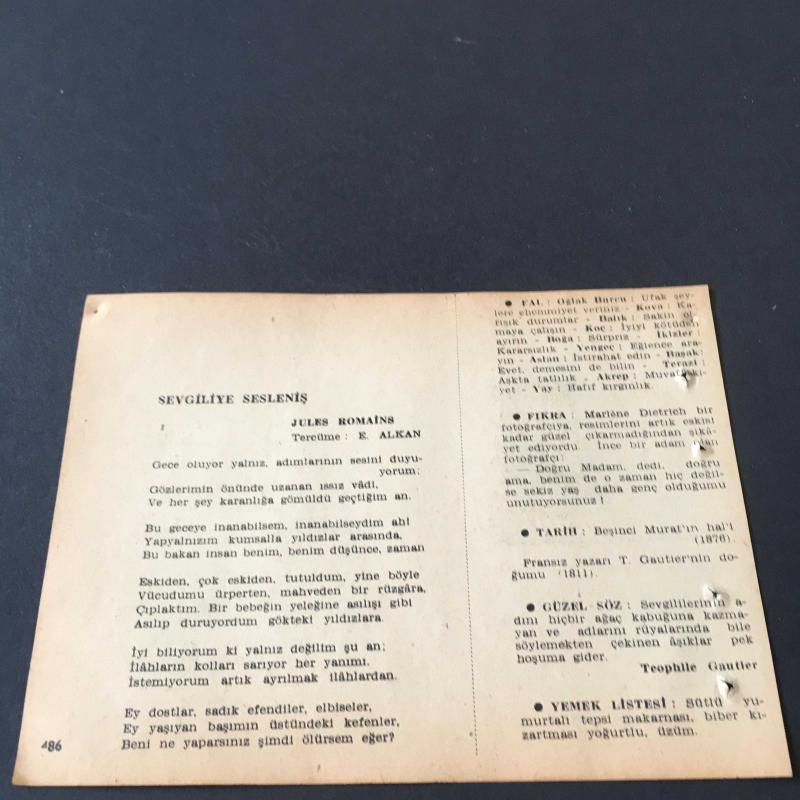 SEVGİLİYE SESLENİŞ
JULES ROMAİNS
Tercüme : E. ALKAN
Gece oluyor yalnız, adımlarının sesini duyu-
yorum;
Gözlerimin önünde uzanan ıssız vâdi,
Ve her şey karanlığa gömüldü geçtiğim an.
Bu geceye inanabilsem, inanabilseydim ah!
Yapyalnızım kumsalla yıldızlar arasında,
Bu bakan insan benim, benim düşünce, zaman
Eskiden, çok eskiden, tutuldum, yine böyle
Vücudumu ürperten, mahveden bir rüzgâra,
Çıplaktım. Bir bebeğin yeleğine asılışı gibi
Asılıp duruyordum gökteki yıldızlara.
İyi biliyorum ki yalnız değilim şu an;
İlâhların kolları sarıyor her yanımı.
İstemiyorum artık ayrılmak ilâhlardan.
Ey dostlar, sadık efendiler, elbiseler,
Ey yaşıyan başımın üstündeki kefenler,
Beni ne yaparsınız şimdi ölürsem eğer?
486
● FAL : Oğlak Burcu : Ufak şey-
lere ehemmiyet veriniz - Kova : Ka-
rışık durumlar - Balık : Sakin ol-
maya çalışın - Koç : İyiyi kötüden
ayırın - Boğa : Sürpriz - İkizler :
Kararsızlık - Yengeç : Eğlence ara-
yın - Aslan : İstirahat edin - Başak:
Evet, demesini de bilin - Terazi :
Aşkta tatlılık - Akrep : Muvaffaki-
yet - Yay : Hafif kırgınlık.
● FIKRA : Marlène Dietrich bir
fotoğrafçıya, resimlerini artık eskisi
kadar güzel çıkarmadığından şikâ-
yet ediyordu. İnce bir adam olan
fotoğrafçı:
— Doğru Madam, dedi, doğru
ama, benim de o zaman hiç değil-
se sekiz yaş daha genç olduğumu
unutuyorsunuz !
● TARİH : Beşinci Murat'ın hal'i
(1876).
Fransız yazarı T. Gautier'nin do-
ğumu (1811).
● GÜZEL SÖZ : Sevgililerinin a-
dını hiçbir ağaç kabuğuna kazma-
yan ve adlarını rüyalarında bile
söylemekten çekinen âşıklar pek
hoşuma gider.
Teophile Gautier
● YEMEK LİSTESİ : Sütlü yu-
murtalı tepsi makarnası, biber kı-
zartması yoğurtlu, üzüm.